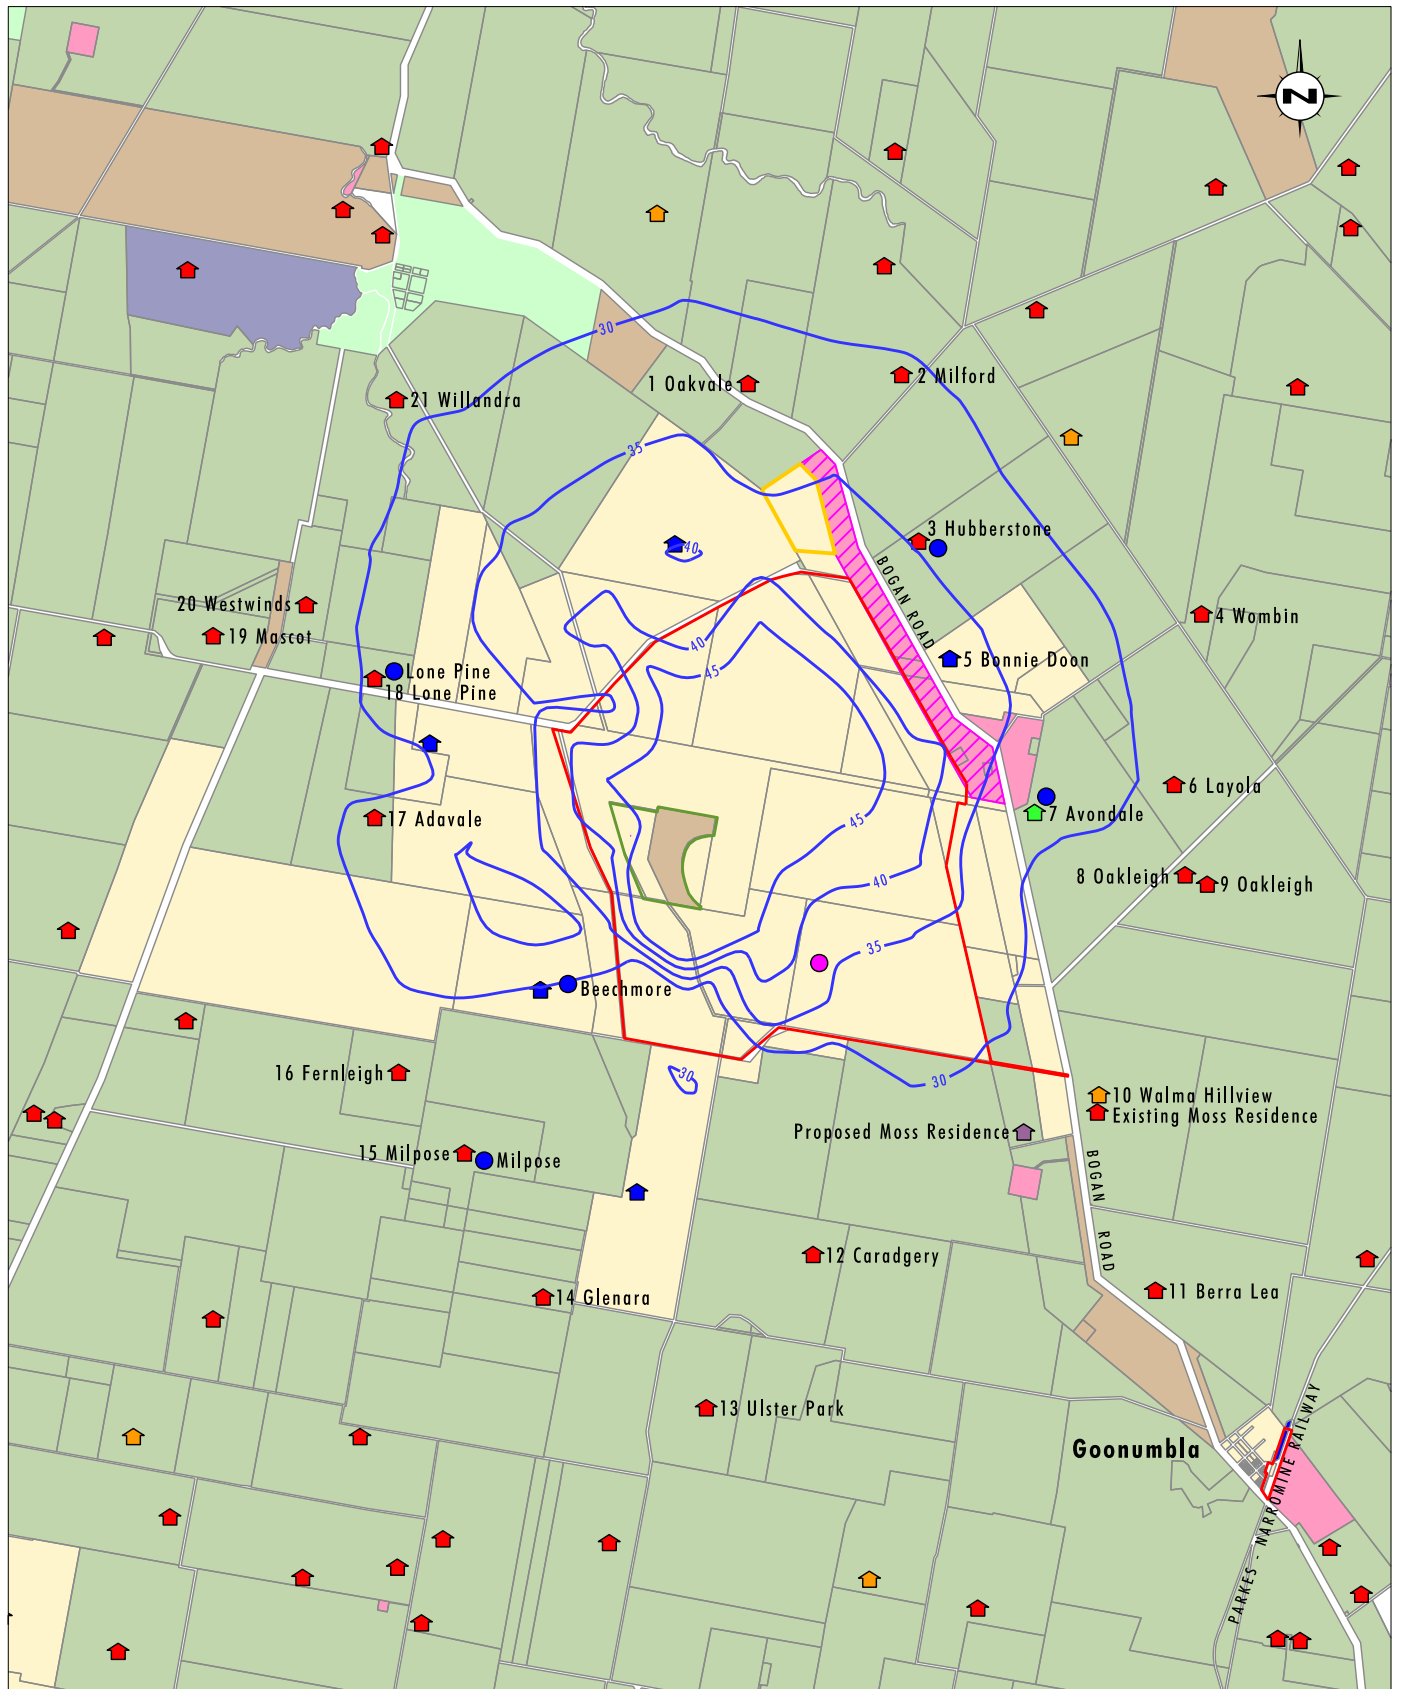 N
30
1 Oakvale
2 Milford
21 Willandra
35
3 Hubberstone
40
BOGAN ROAD
20 Westwinds
4 Wombin
19 Mascot
40
5 Bonnie Doon
Lone Pine
45
18 Lone Pine
6 Layola
17 Adavale
45
7 Avondale
8 Oakleigh
40
9 Oakleigh
35
Beechmore
16 Fernleigh
30
30
10 Walma Hillview
Existing Moss Residence
Proposed Moss Residence
15 Milpose
Milpose
BOGAN ROAD
12 Caradgery
14 Glenara
11 Berra Lea
13 Ulster Park
Goonumbla
PARKES - NARROMINE RAILWAY